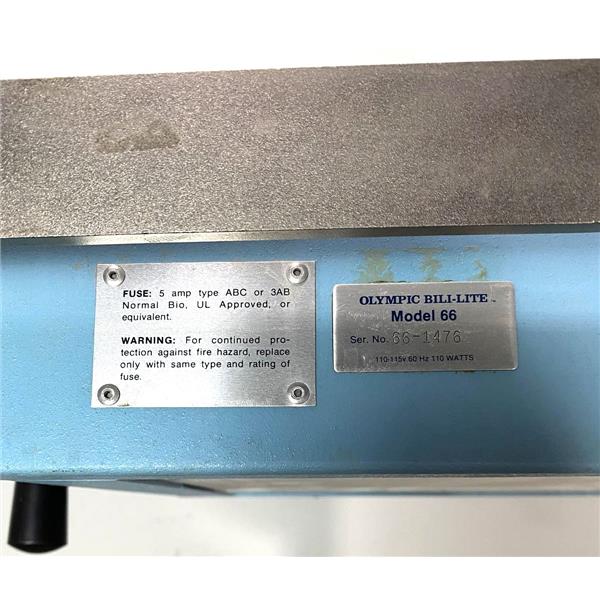 FUSE: 5 amp type ABC or 3AB
Normal Bio, UL Approved, or
equivalent.
WARNING: For continued pro-
tection against fire hazard, replace
only with same type and rating of
fuse.
OLYMPIC BILI-LITE™
Model 66
Ser. No. 66-1476
110-115v 60 Hz 110 WATTS